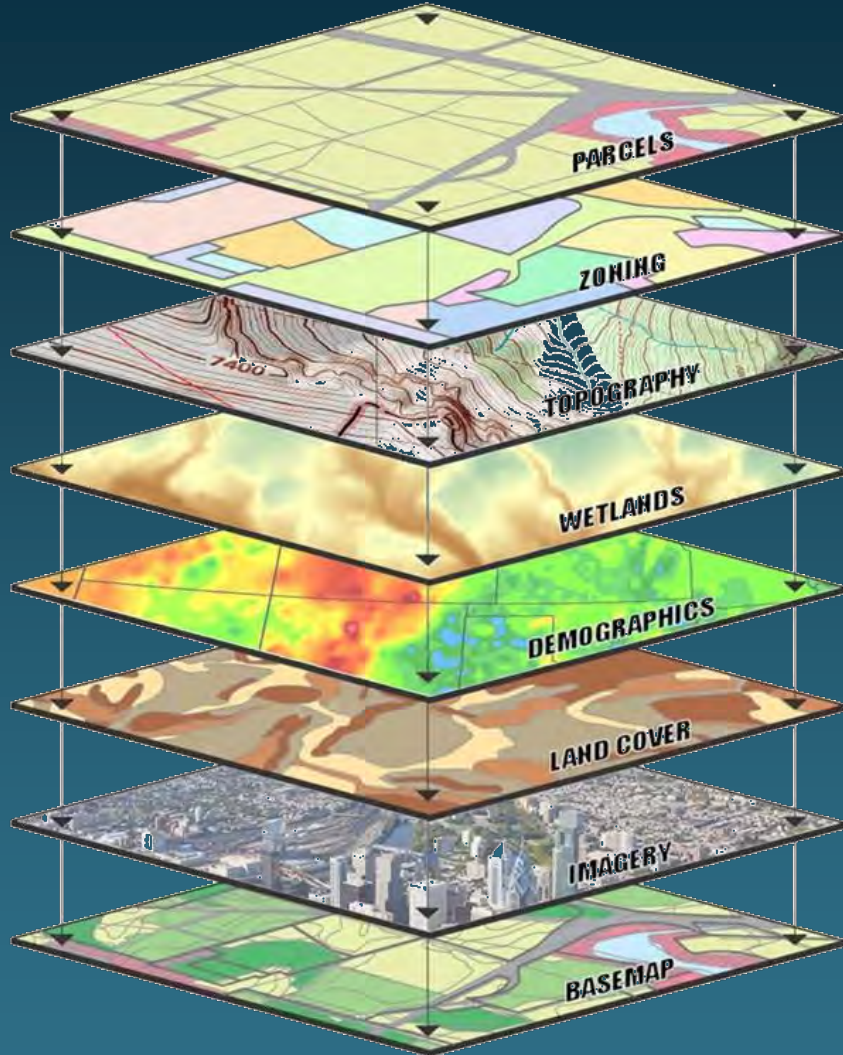 PARCELS
ZONING
7400
TOPOGRAPHY
WETLANDS
DEMOGRAPHICS
LAND COVER
IMAGERY
BASEMAP